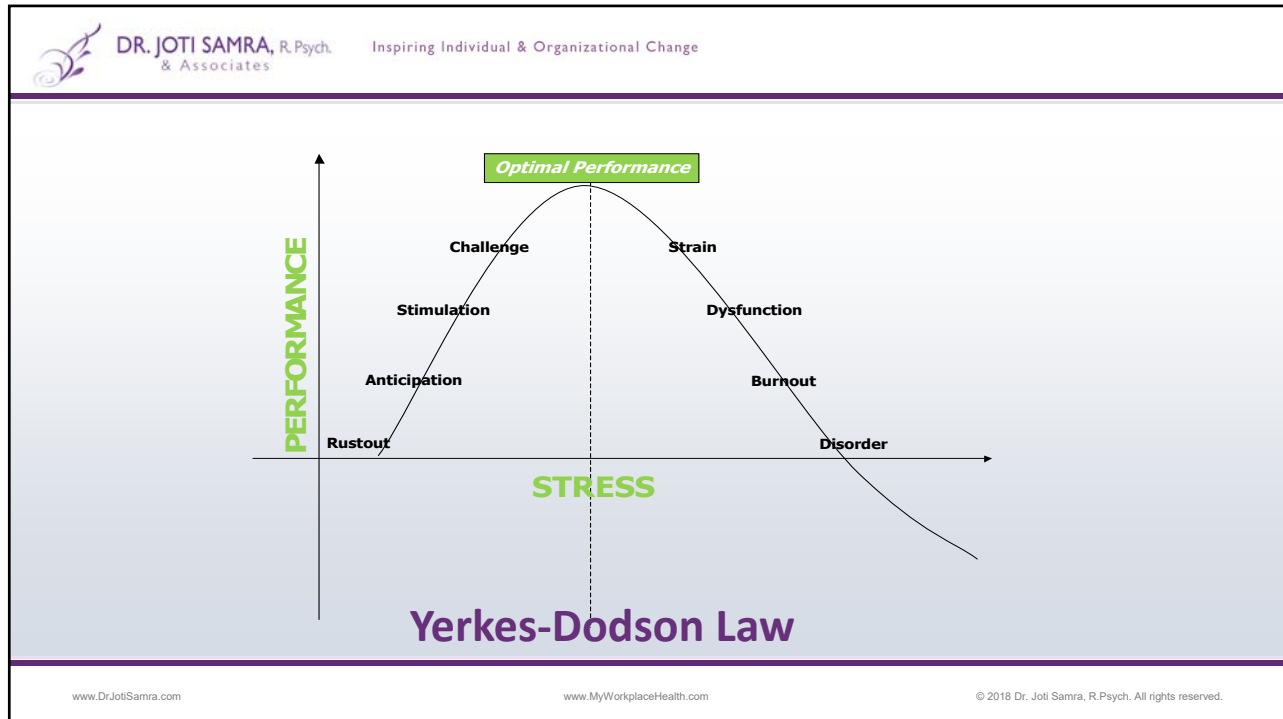 DR. JOTI SAMRA, R.Psych.
& Associates
Inspiring Individual & Organizational Change
Optimal Performance
PERFORMANCE
Challenge
Strain
Stimulation
Dysfunction
Anticipation
Burnout
Rustout
Disorder
STRESS
Yerkes-Dodson Law
www.DrJotiSamra.com
www.MyWorkplaceHealth.com
© 2018 Dr. Joti Samra, R.Psych. All rights reserved.